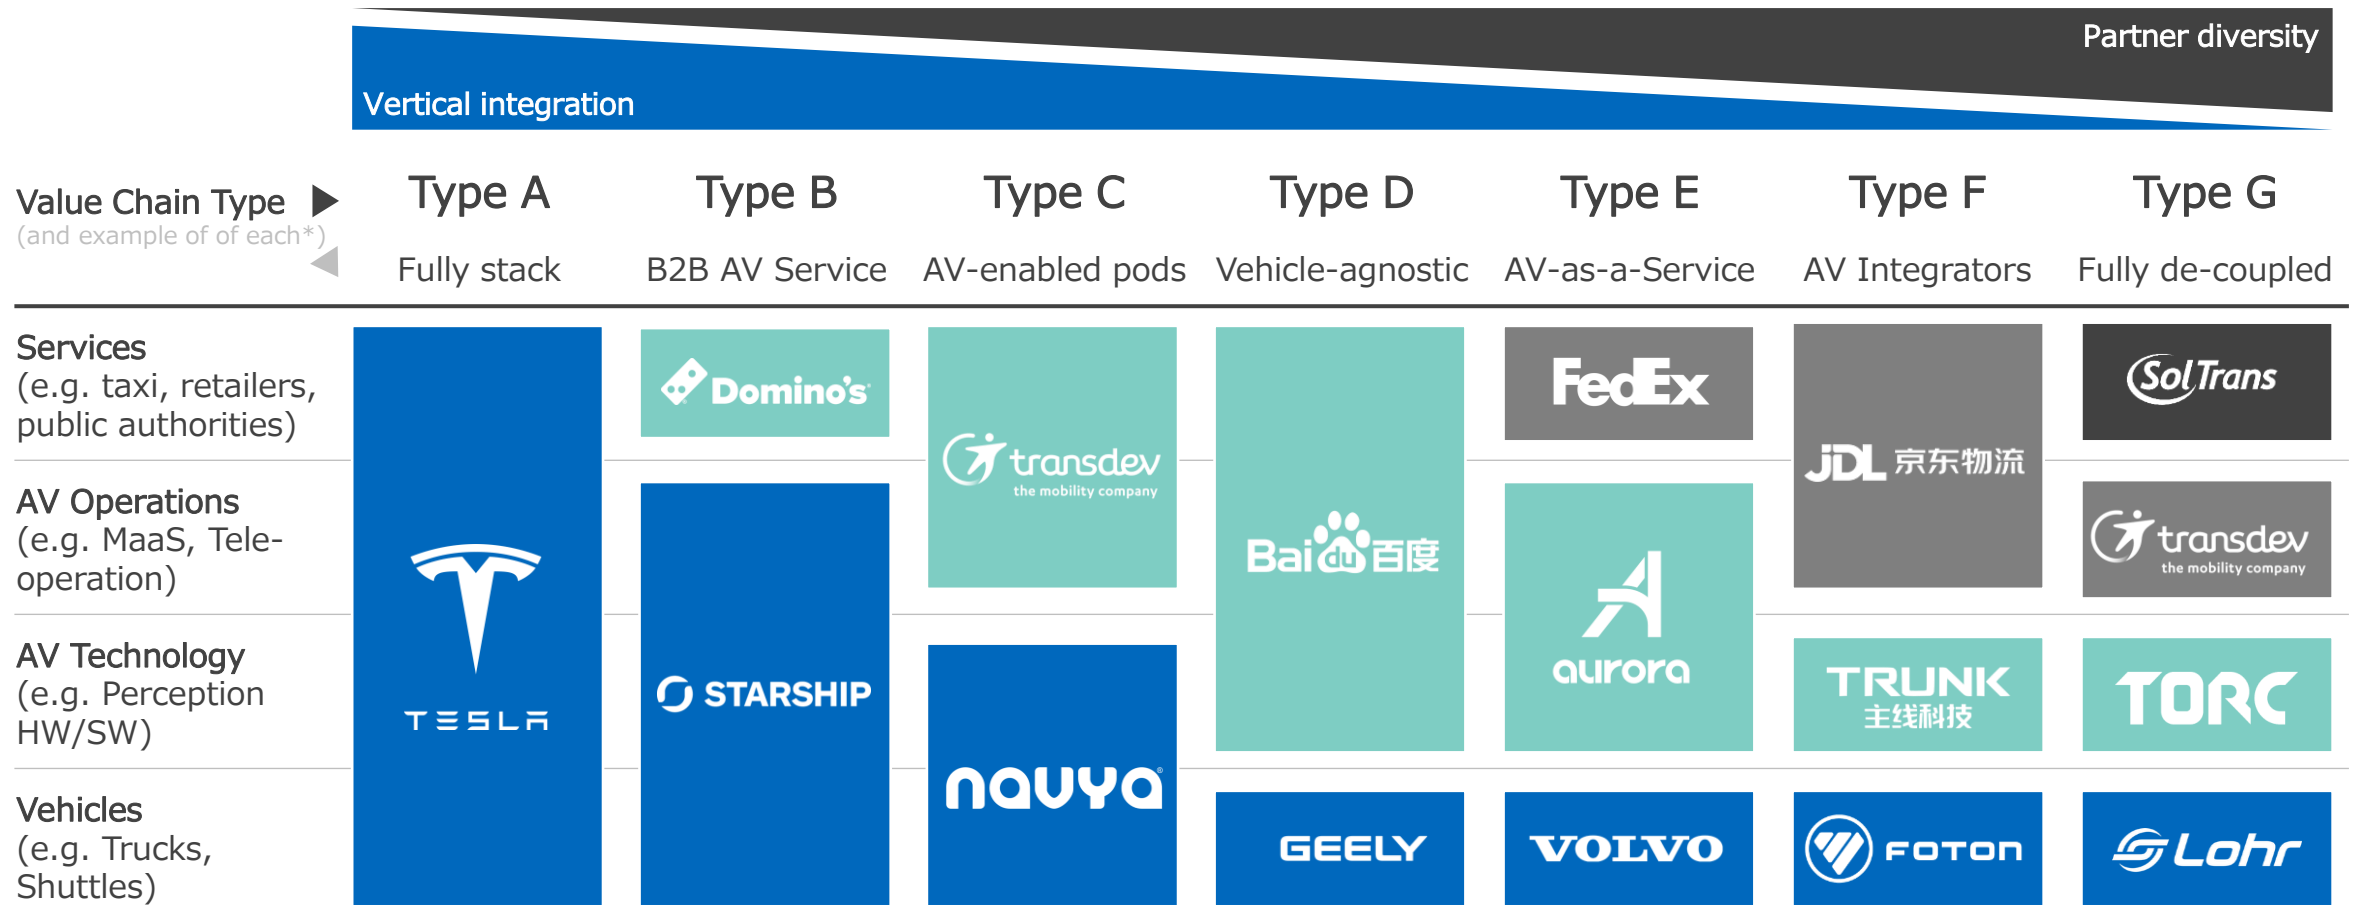 Partner diversity
Vertical integration
Value Chain Type
(and example of of each*)
Type A
Type B
Type C
Type D
Type E
Type F
Type G
Fully stack
B2B AV Service
AV-enabled pods
Vehicle-agnostic
AV-as-a-Service
AV Integrators
Fully de-coupled
Services
(e.g. taxi, retailers,
public authorities)
Domino's
transdev
the mobility company
FedEx
JDL 京东物流
SolTrans
AV Operations
(e.g. MaaS, Tele-
operation)
TESLA
STARSHIP
Bai du 百度
aurora
transdev
the mobility company
AV Technology
(e.g. Perception
HW/SW)
navya®
TRUNK
主线科技
TORC
Vehicles
(e.g. Trucks,
Shuttles)
GEELY
VOLVO
FOTON
Lohr